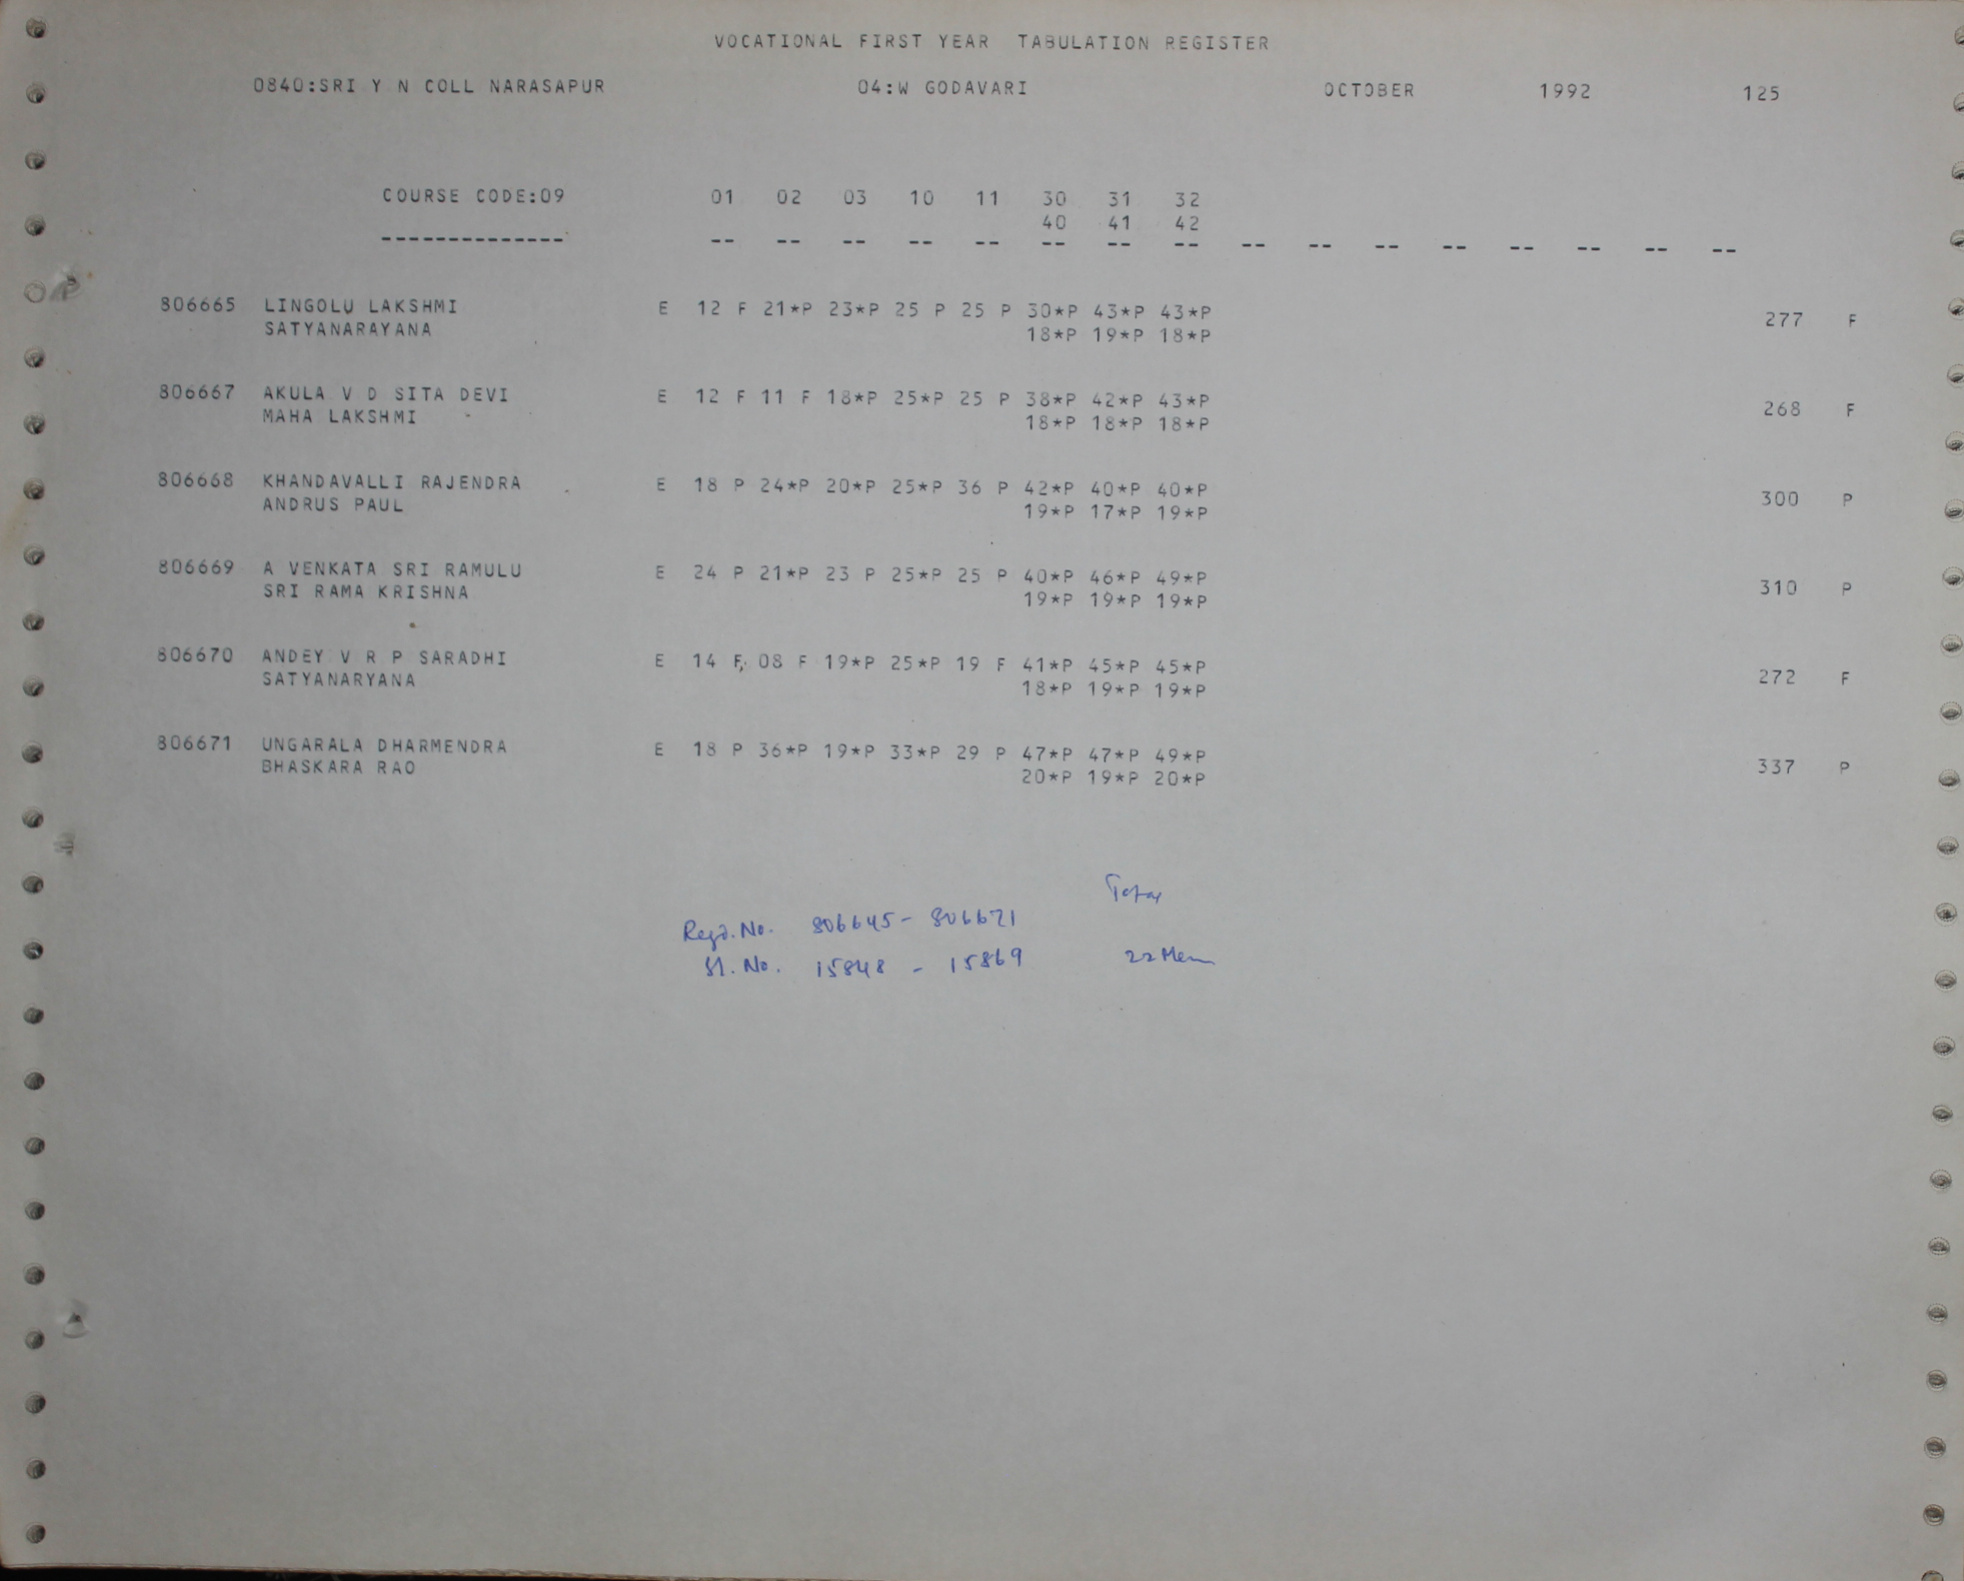 VOCATIONAL FIRST YEAR TABULATION REGISTER
0840:SRI Y N COLL NARASAPUR 04:W GODAVARI OCTOBER 1992 125
COURSE CODE:09 01 02 03 10 11 30 31 32
40 41 42
-------------- -- -- -- -- -- -- -- -- -- -- -- -- -- -- -- --
806665 LINGOLU LAKSHMI E 12 F 21*P 23*P 25 P 25 P 30*P 43*P 43*P
SATYANARAYANA 18*P 19*P 18*P 277 F
806667 AKULA V D SITA DEVI E 12 F 11 F 18*P 25*P 25 P 38*P 42*P 43*P
MAHA LAKSHMI 18*P 18*P 18*P 268 F
806668 KHANDAVALLI RAJENDRA E 18 P 24*P 20*P 25*P 36 P 42*P 40*P 40*P
ANDRUS PAUL 19*P 17*P 19*P 300 P
806669 A VENKATA SRI RAMULU E 24 P 21*P 23 P 25*P 25 P 40*P 46*P 49*P
SRI RAMA KRISHNA 19*P 19*P 19*P 310 P
806670 ANDEY V R P SARADHI E 14 F 08 F 19*P 25*P 19 F 41*P 45*P 45*P
SATYANARYANA 18*P 19*P 19*P 272 F
806671 UNGARALA DHARMENDRA E 18 P 36*P 19*P 33*P 29 P 47*P 47*P 49*P
BHASKARA RAO 20*P 19*P 20*P 337 P
Total
Regd. No. 806645 - 806671
Sl. No. 15848 - 15869 22 Mem